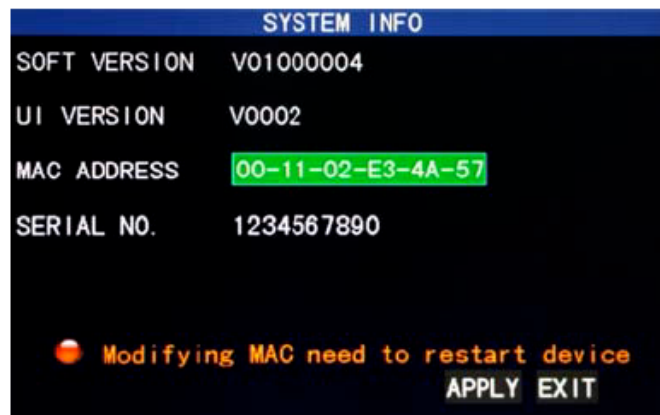 SYSTEM INFO
SOFT VERSION V01000004
UI VERSION V0002
MAC ADDRESS 00-11-02-E3-4A-57
SERIAL NO. 1234567890
Modifying MAC need to restart device
APPLY EXIT